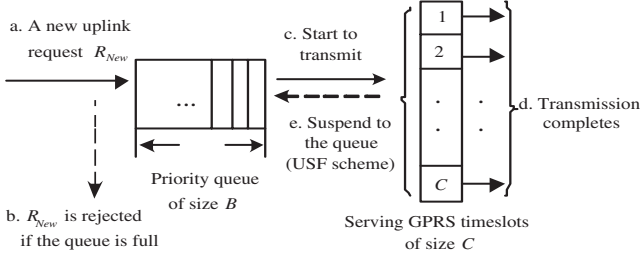 a. A new uplink
request R_New
...
Priority queue
of size B
b. R_New is rejected
if the queue is full
c. Start to
transmit
e. Suspend to
the queue
(USF scheme)
1
2
C
Serving GPRS timeslots
of size C
d. Transmission
completes